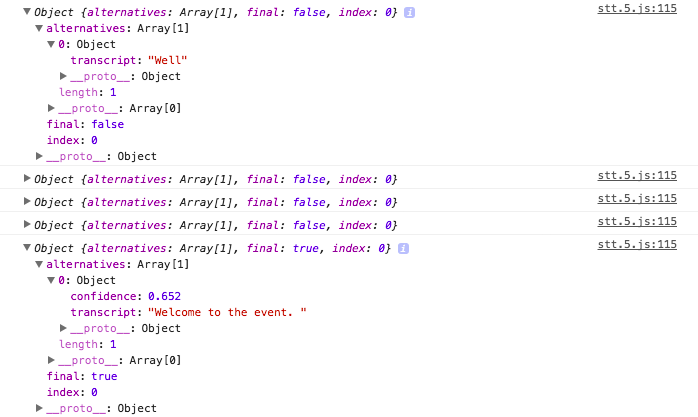 Object {alternatives: Array[1], final: false, index: 0} i stt.5.js:115
alternatives: Array[1]
0: Object
transcript: "Well"
__proto__: Object
length: 1
__proto__: Array[0]
final: false
index: 0
__proto__: Object
Object {alternatives: Array[1], final: false, index: 0} stt.5.js:115
Object {alternatives: Array[1], final: false, index: 0} stt.5.js:115
Object {alternatives: Array[1], final: false, index: 0} stt.5.js:115
Object {alternatives: Array[1], final: true, index: 0} i stt.5.js:115
alternatives: Array[1]
0: Object
confidence: 0.652
transcript: "Welcome to the event. "
__proto__: Object
length: 1
__proto__: Array[0]
final: true
index: 0
__proto__: Object